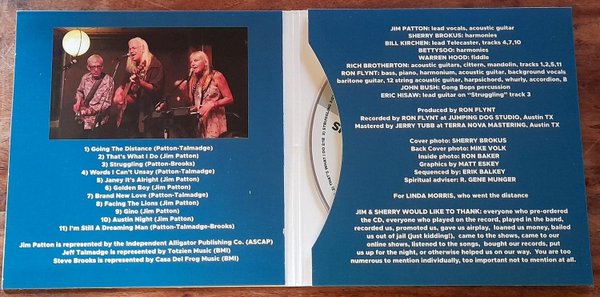 1) Going The Distance (Patton-Talmadge)
2) That's What I Do (Jim Patton)
3) Struggling (Patton-Brooks)
4) Words I Can't Unsay (Patton-Talmadge)
5) Janey It's Alright (Jim Patton)
6) Golden Boy (Jim Patton)
7) Brand New Love (Patton-Talmadge)
8) Facing The Lions (Jim Patton)
9) Gino (Jim Patton)
10) Austin Night (Jim Patton)
11) I'm Still A Dreaming Man (Patton-Talmadge-Brooks)
Jim Patton is represented by the Independent Alligator Publishing Co. (ASCAP)
Jeff Talmadge is represented by Totzien Music (BMI)
Steve Brooks is represented by Casa Del Frog Music (BMI)
JIM PATTON: lead vocals, acoustic guitar
SHERRY BROKUS: harmonies
BILL KIRCHEN: lead Telecaster, tracks 4,7,10
BETTYSOO: harmonies
WARREN HOOD: fiddle
RICH BROTHERTON: acoustic guitars, cittern, mandolin, tracks 1,2,5,11
RON FLYNT: bass, piano, harmonium, acoustic guitar, background vocals
baritone guitar, 12 string acoustic guitar, harpsichord, whurly, accordion, B
JOHN BUSH: Gong Bops percussion
ERIC HISAW: lead guitar on "Struggling" track 3
Produced by RON FLYNT
Recorded by RON FLYNT at JUMPING DOG STUDIO, Austin TX
Mastered by JERRY TUBB at TERRA NOVA MASTERING, Austin TX
Cover photo: SHERRY BROKUS
Back Cover photo: MIKE VOLK
Inside photo: RON BAKER
Graphics by MATT ESKEY
Sequenced by: ERIK BALKEY
Spiritual adviser: R. GENE MUNGER
For LINDA MORRIS, who went the distance
JIM & SHERRY WOULD LIKE TO THANK: everyone who pre-ordered
the CD, everyone who played on the record, played in the band,
recorded us, promoted us, gave us airplay, loaned us money, bailed
us out of jail (just kidding!), came to the shows, came to our
online shows, listened to the songs, bought our records, put
us up for the night, or otherwise helped us on our way. You are too
numerous to mention individually, too important not to mention at all.